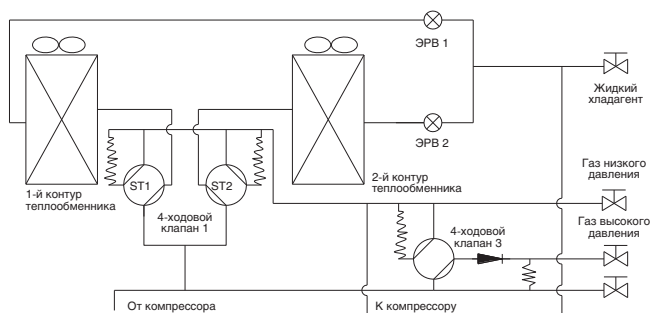 ЭРВ 1
Жидкий
хладагент
ЭРВ 2
ST1
ST2
1-й контур
теплообменника
2-й контур
теплообменника
Газ низкого
давления
4-ходовой
клапан 1
4-ходовой
клапан 3
Газ высокого
давления
От компрессора
К компрессору